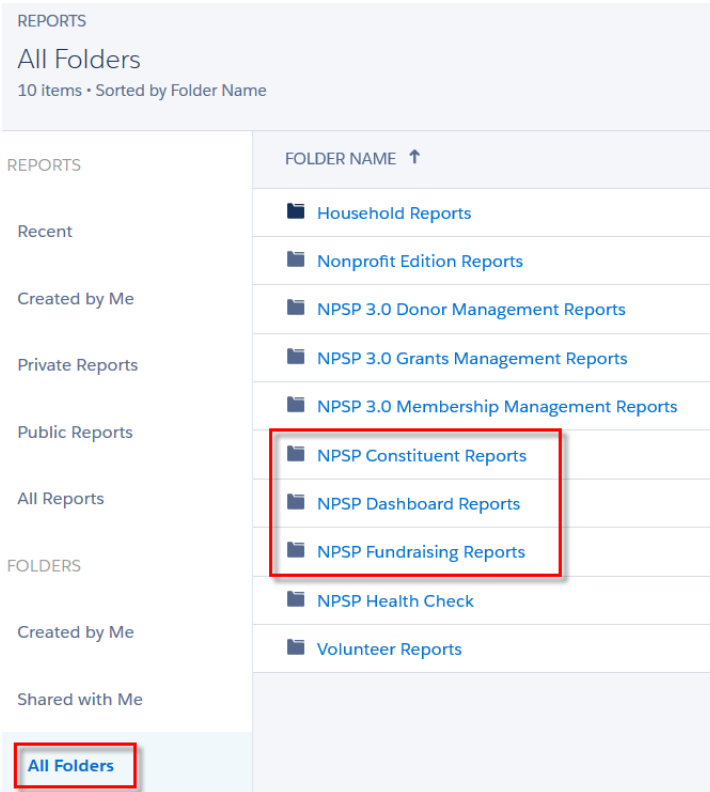 REPORTS
All Folders
10 items • Sorted by Folder Name
REPORTS
Recent
Created by Me
Private Reports
Public Reports
All Reports
FOLDERS
Created by Me
Shared with Me
All Folders
FOLDER NAME ↑
Household Reports
Nonprofit Edition Reports
NPSP 3.0 Donor Management Reports
NPSP 3.0 Grants Management Reports
NPSP 3.0 Membership Management Reports
NPSP Constituent Reports
NPSP Dashboard Reports
NPSP Fundraising Reports
NPSP Health Check
Volunteer Reports